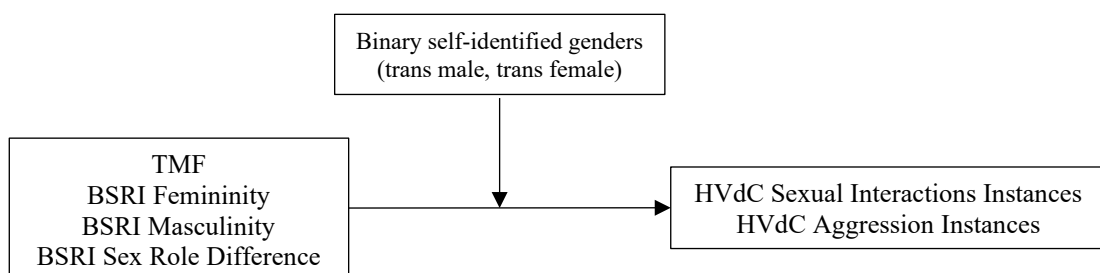 Binary self-identified genders
(trans male, trans female)
TMF
BSRI Femininity
BSRI Masculinity
BSRI Sex Role Difference
HVdC Sexual Interactions Instances
HVdC Aggression Instances